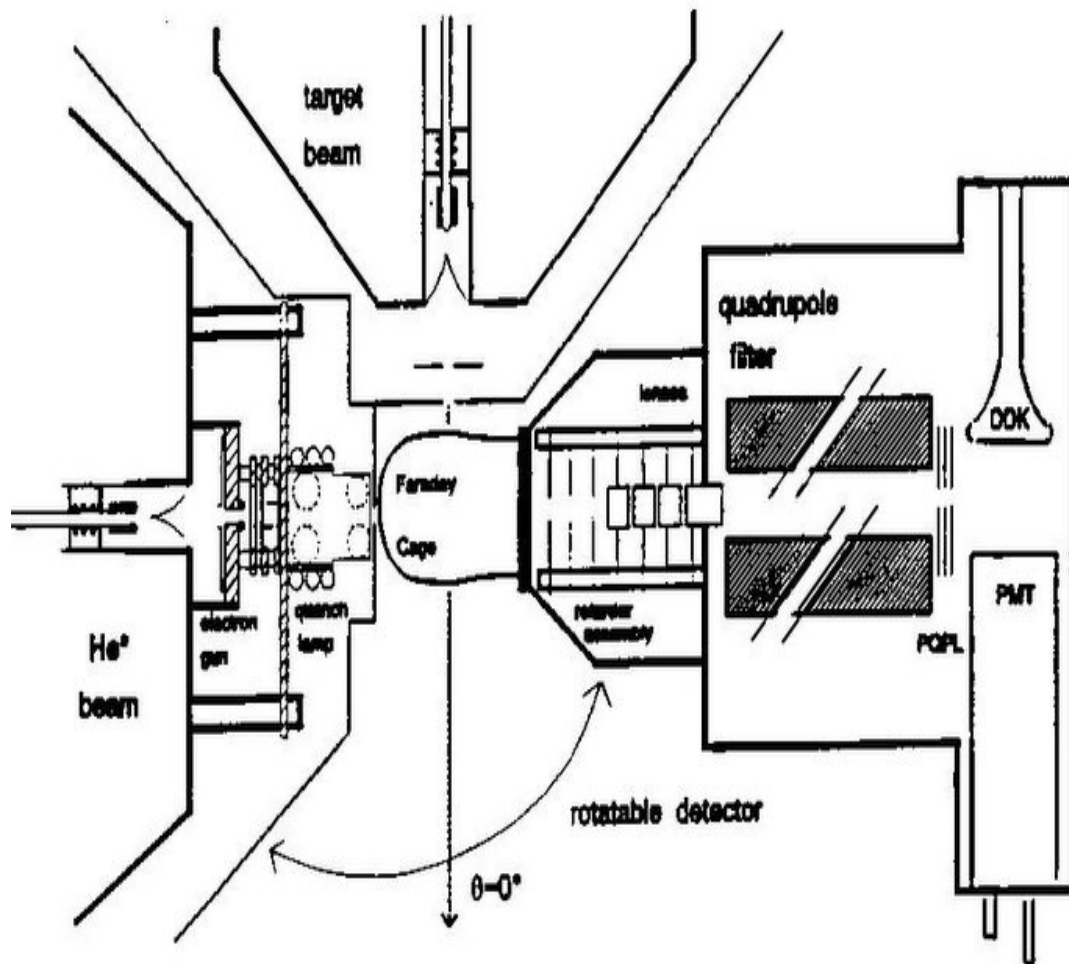 target
beam
quadrupole
filter
lenses
DDK
Faraday
Cage
electron
gun
quench
lamp
retarder
assembly
PMT
PQPL
He*
beam
rotatable detector
θ=0°